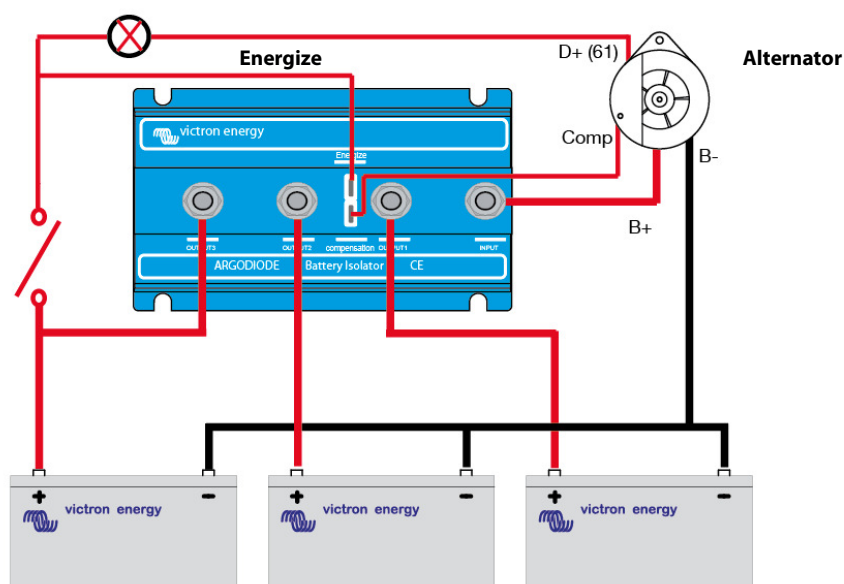 D+ (61)
Energize
Alternator
victron energy
Energize
Comp
B-
B+
OUTPUT3
OUTPUT2
compensation
OUTPUT1
INPUT
ARGODIODE Battery Isolator CE
+ - + - + -
victron energy victron energy victron energy